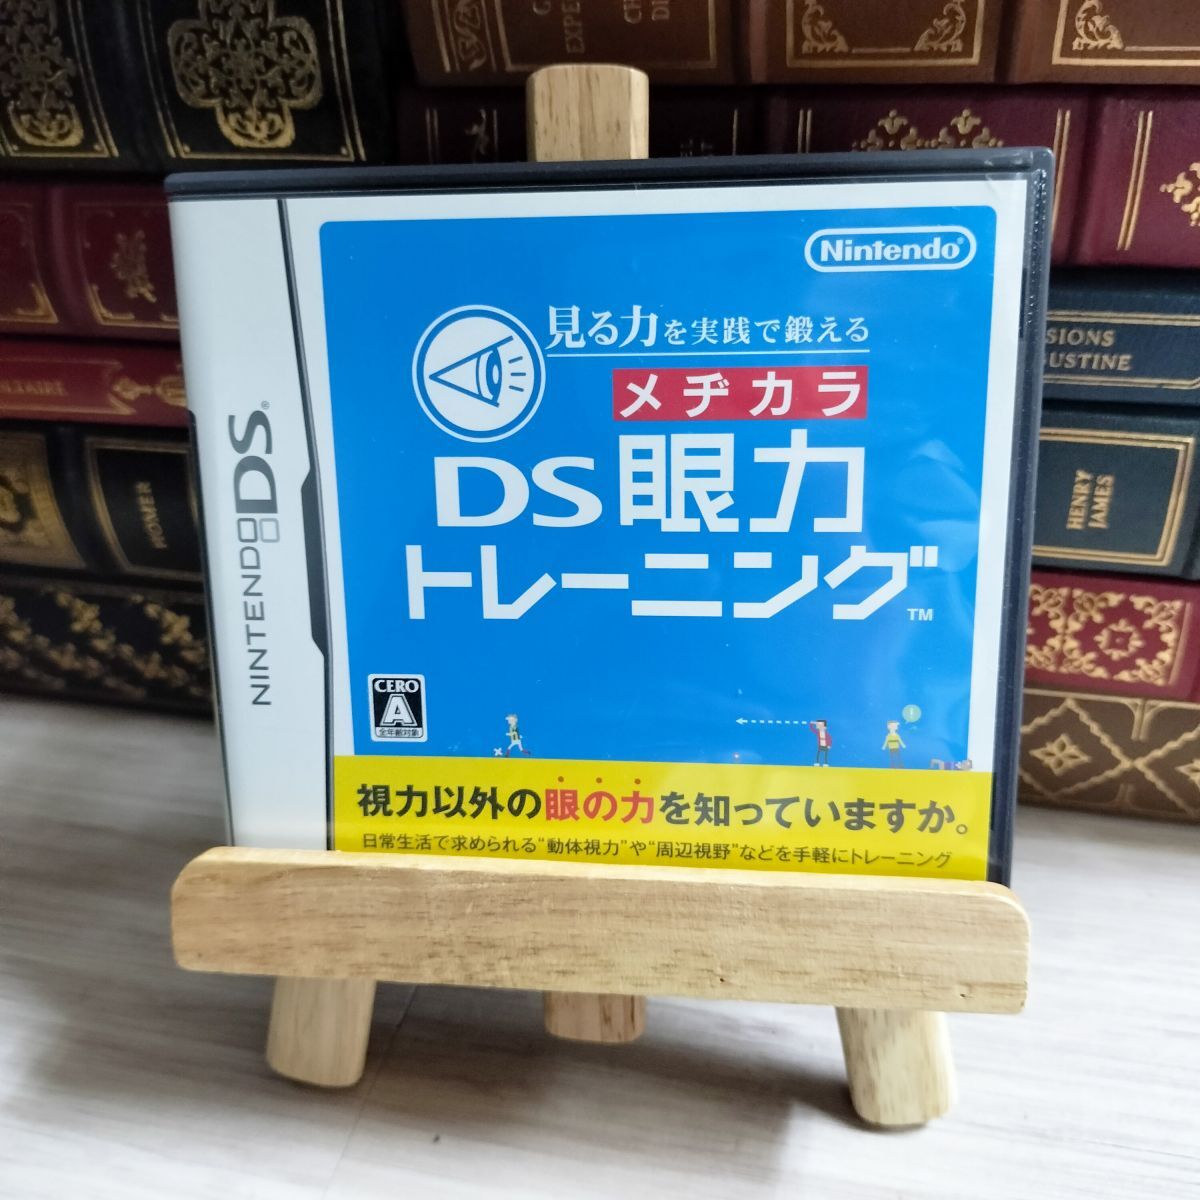 Nintendo®
見る力を実践で鍛える
メヂカラ
DS眼力
トレーニング™
NINTENDO DS®
CERO
A
全年齢対象
視力以外の眼の力を知っていますか。
日常生活で求められる“動体視力”や“周辺視野”などを手軽にトレーニング
HOMER
HENRY
JAMES